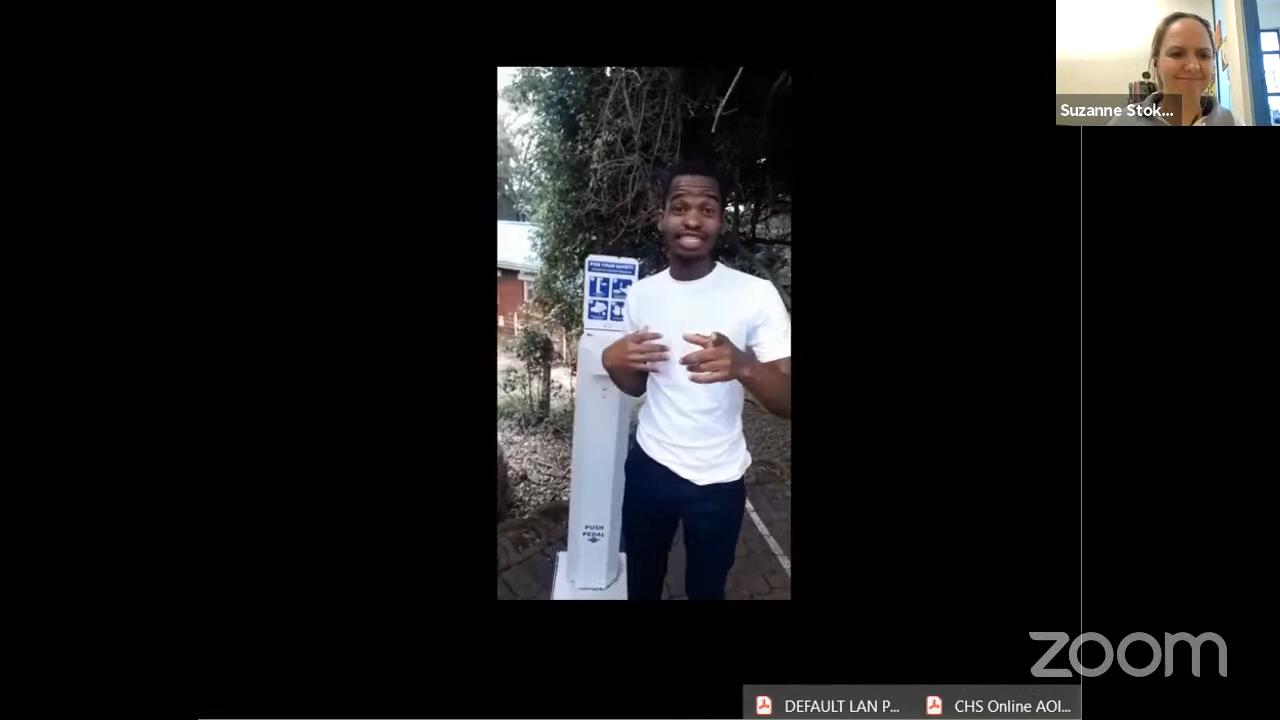 Suzanne Stok...
FOR YOUR SAFETY
PUSH
PEDAL
zoom
DEFAULT LAN P...
CHS Online AOI...